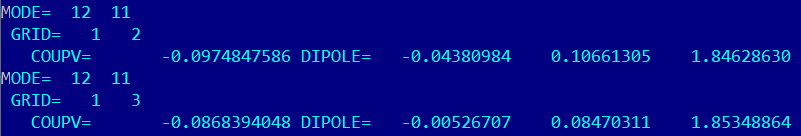 MODE=  12  11
 GRID=   1   2
   COUPV=        -0.0974847586 DIPOLE=   -0.04380984    0.10661305    1.84628630
MODE=  12  11
 GRID=   1   3
   COUPV=        -0.0868394048 DIPOLE=   -0.00526707    0.08470311    1.85348864